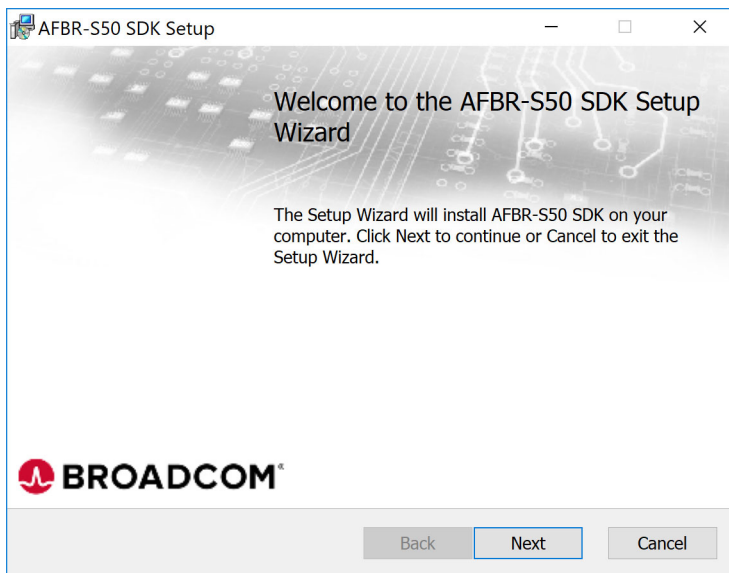 AFBR-S50 SDK Setup
Welcome to the AFBR-S50 SDK Setup
Wizard
The Setup Wizard will install AFBR-S50 SDK on your
computer. Click Next to continue or Cancel to exit the
Setup Wizard.
BROADCOM®
Back Next Cancel